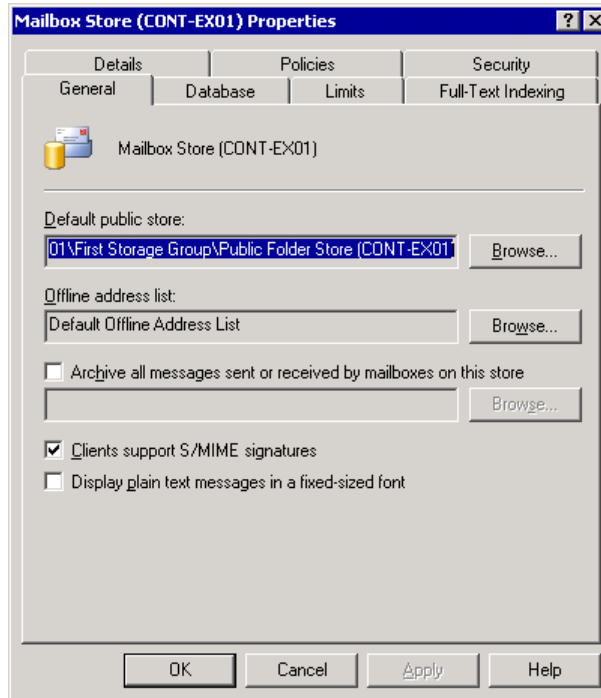 Mailbox Store (CONT-EX01) Properties
Details Policies Security
General Database Limits Full-Text Indexing
Mailbox Store (CONT-EX01)
Default public store:
01\First Storage Group\Public Folder Store (CONT-EX01) Browse...
Offline address list:
Default Offline Address List Browse...
Archive all messages sent or received by mailboxes on this store
Browse...
Clients support S/MIME signatures
Display plain text messages in a fixed-sized font
OK Cancel Apply Help